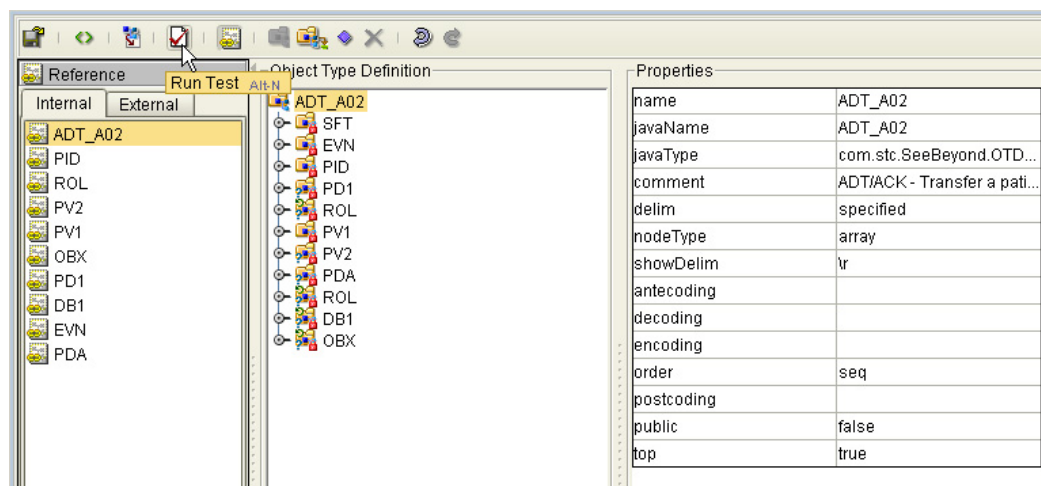 Reference
Run Test Alt-N
Internal
External
ADT_A02
PID
ROL
PV2
PV1
OBX
PD1
DB1
EVN
PDA
Object Type Definition
ADT_A02
SFT
EVN
PID
PD1
ROL
PV1
PV2
PDA
ROL
DB1
OBX
Properties
name ADT_A02
javaName ADT_A02
javaType com.stc.SeeBeyond.OTD...
comment ADT/ACK - Transfer a pati...
delim specified
nodeType array
showDelim \r
antecoding
decoding
encoding
order seq
postcoding
public false
top true